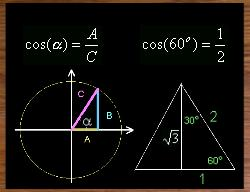 cos(α) = A/C
cos(60°) = 1/2
C
B
α
A
√3
30°
2
60°
1